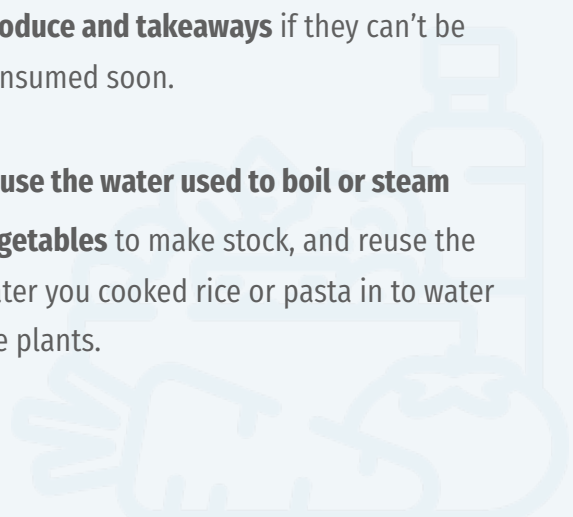 oduce and takeaways if they can’t be
nsumed soon.
use the water used to boil or steam
getables to make stock, and reuse the
ater you cooked rice or pasta in to water
e plants.